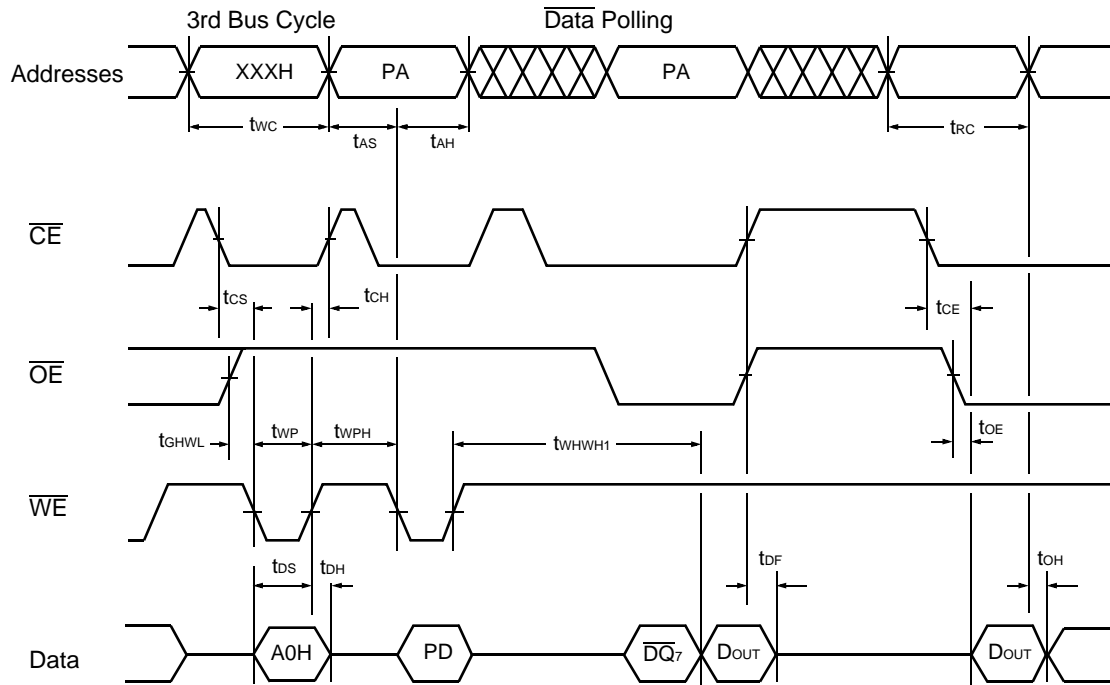 3rd Bus Cycle
Data Polling
Addresses
XXXH
PA
PA
tWC
tAS
tAH
tRC
CE
tCS
tCH
tCE
OE
tGHWL
tWP
tWPH
tWHWH1
tOE
WE
tDS
tDH
tDF
tOH
Data
A0H
PD
DQ7
DOUT
DOUT